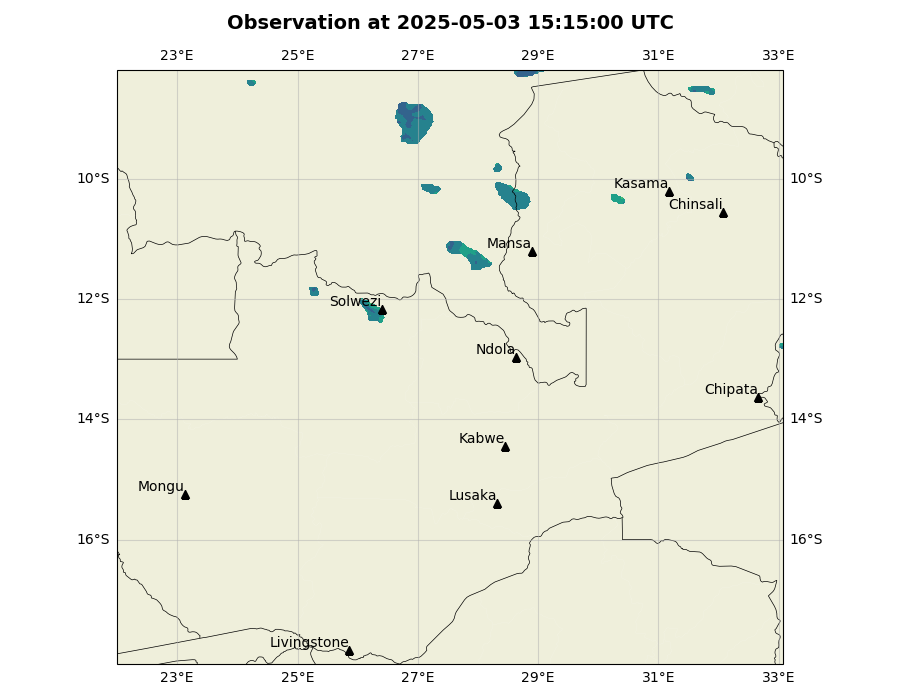 Observation at 2025-05-03 15:15:00 UTC
23°E 25°E 27°E 29°E 31°E 33°E
10°S 10°S
Kasama
Chinsali
Mansa
12°S 12°S
Solwezi
Ndola
Chipata
14°S 14°S
Kabwe
Mongu
Lusaka
16°S 16°S
Livingstone
23°E 25°E 27°E 29°E 31°E 33°E